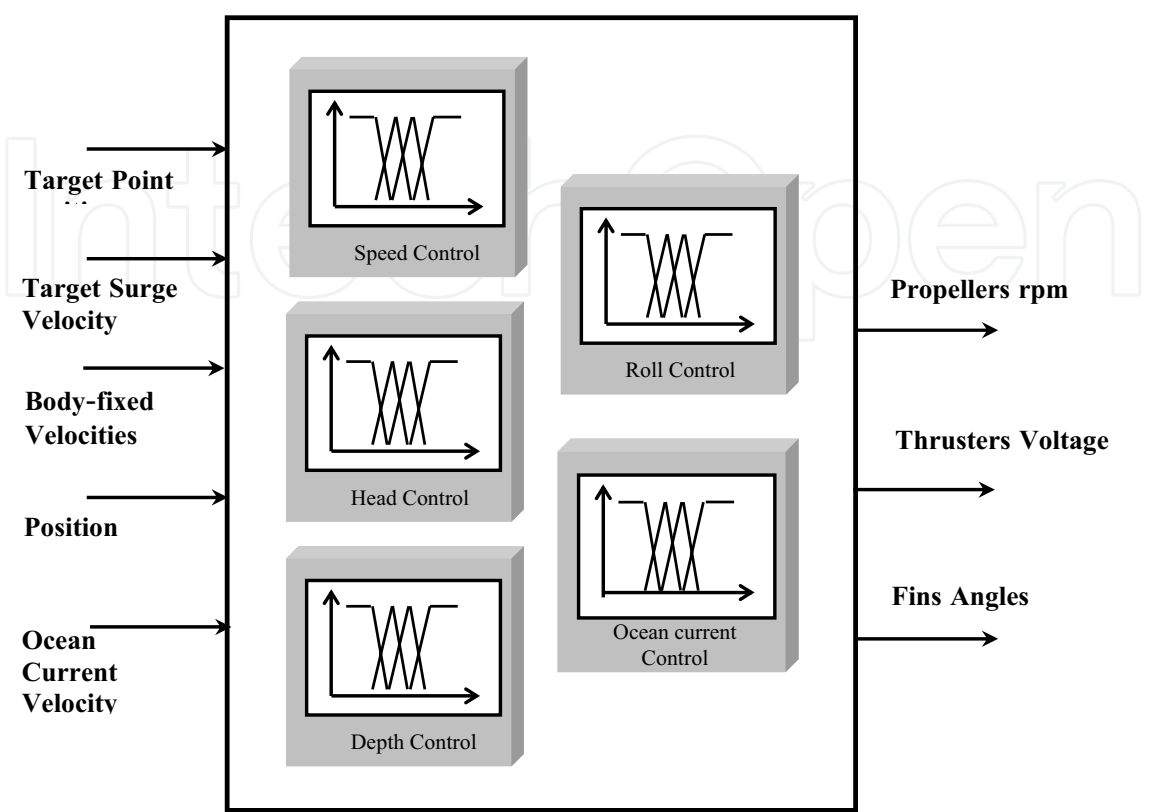 Target Point
Target Surge
Velocity
Body-fixed
Velocities
Position
Ocean
Current
Velocity
Speed Control
Head Control
Depth Control
Roll Control
Ocean current
Control
Propellers rpm
Thrusters Voltage
Fins Angles
IntechOpen